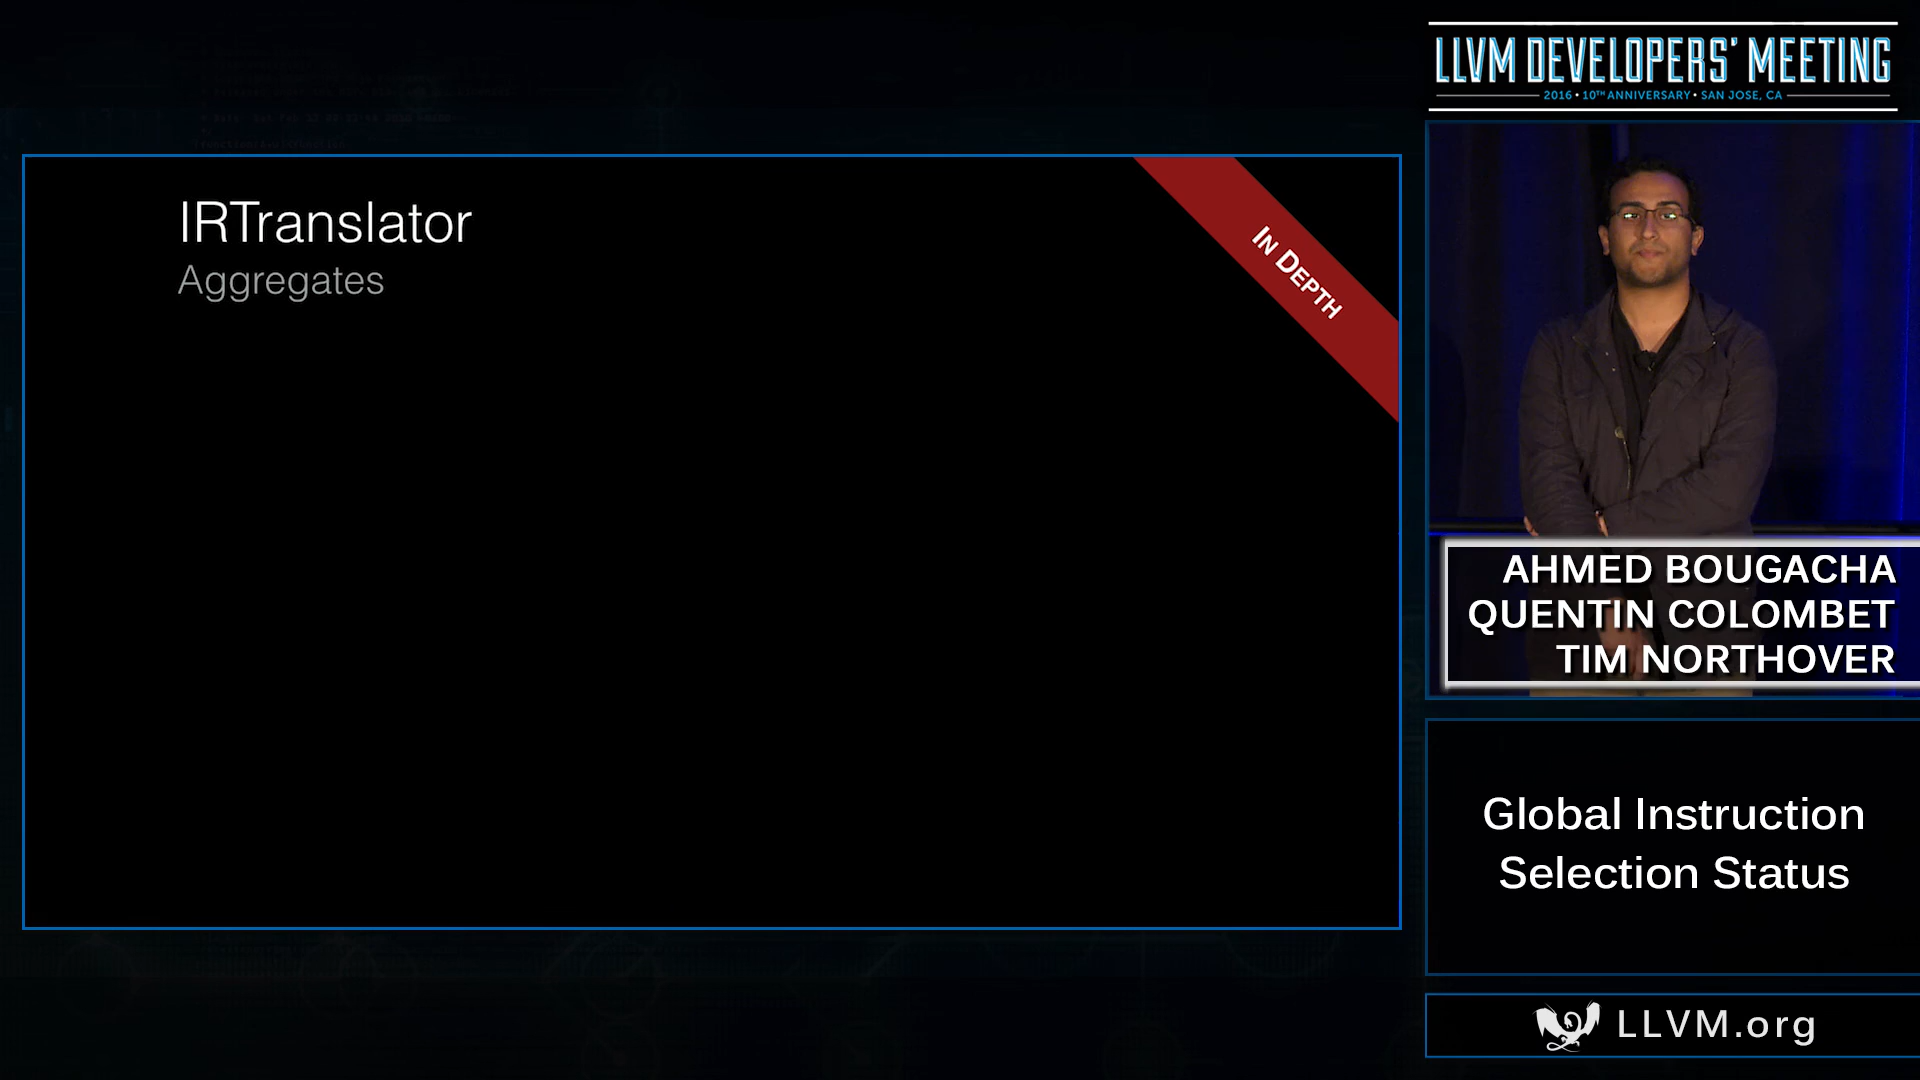 LLVM DEVELOPERS' MEETING
2016 • 10TH ANNIVERSARY • SAN JOSE, CA
IRTranslator
Aggregates
IN DEPTH
AHMED BOUGACHA
QUENTIN COLOMBET
TIM NORTHOVER
Global Instruction
Selection Status
LLVM.org